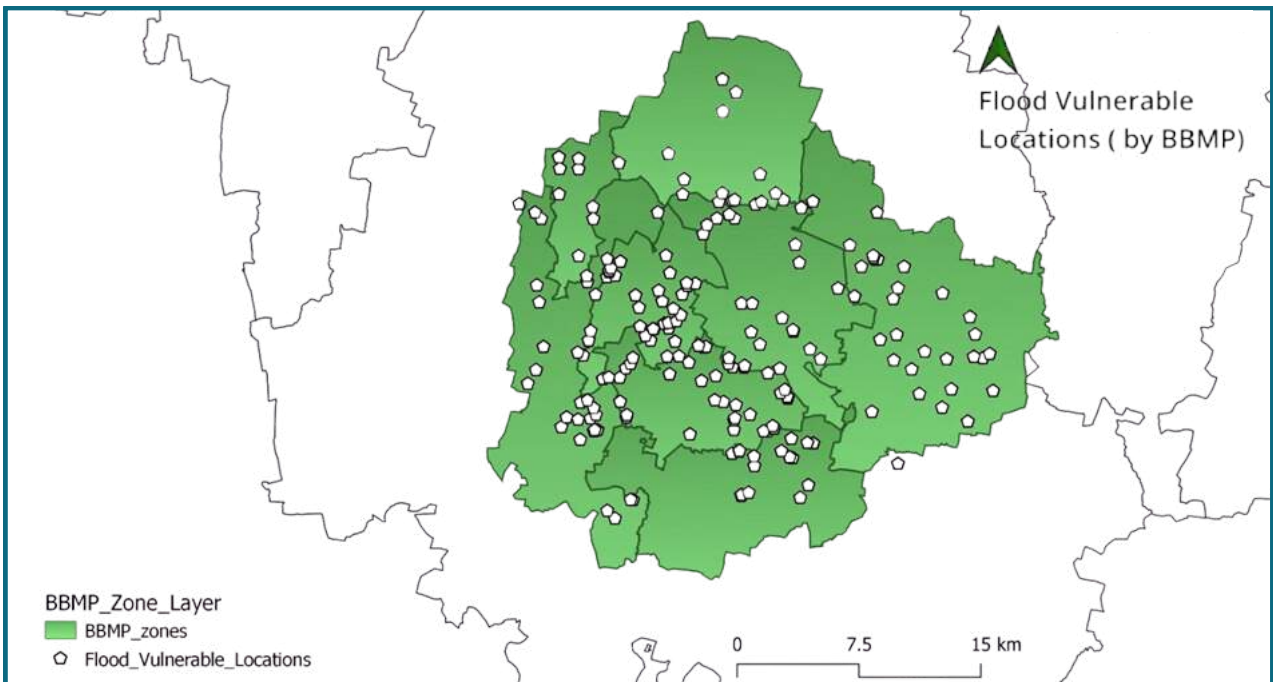 Flood Vulnerable
Locations ( by BBMP)
BBMP_Zone_Layer
BBMP_zones
Flood_Vulnerable_Locations
0 7.5 15 km